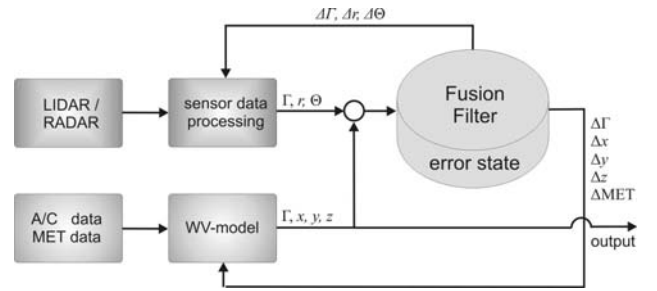 ΔΓ, Δr, ΔΘ
LIDAR /
RADAR
sensor data
processing
Γ, r, Θ
Fusion
Filter
error state
ΔΓ
Δx
Δy
Δz
ΔMET
A/C data
MET data
WV-model
Γ, x, y, z
output